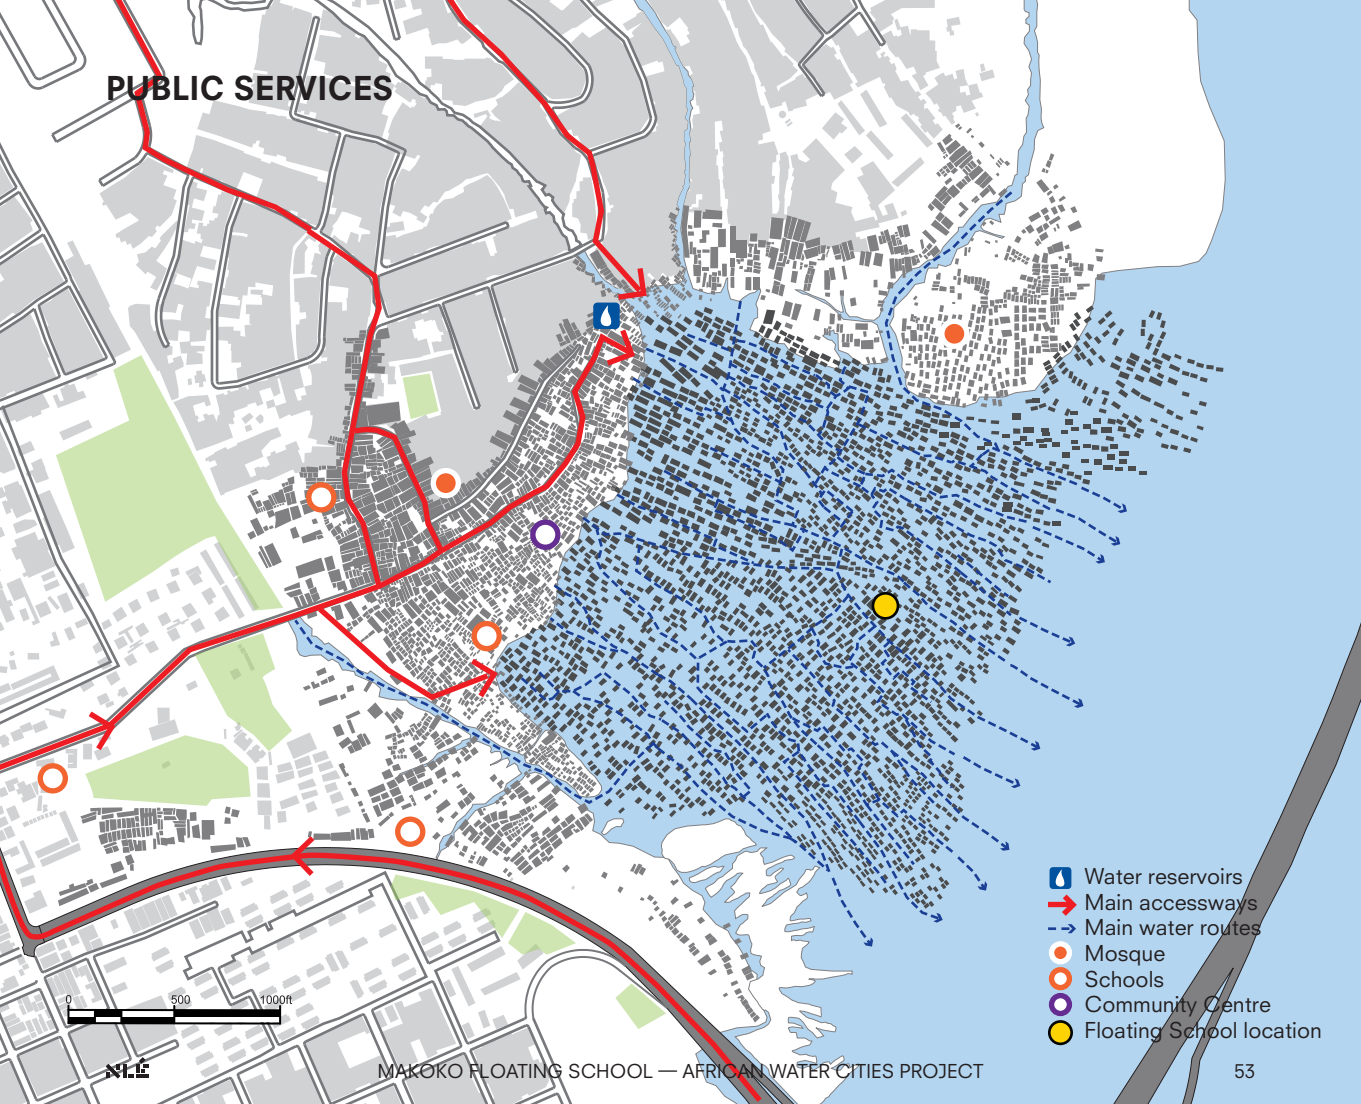 PUBLIC SERVICES
Water reservoirs
Main accessways
Main water routes
Mosque
Schools
Community Centre
Floating School location
0 500 1000ft
NLÉ
MAKOKO FLOATING SCHOOL — AFRICAN WATER CITIES PROJECT 53